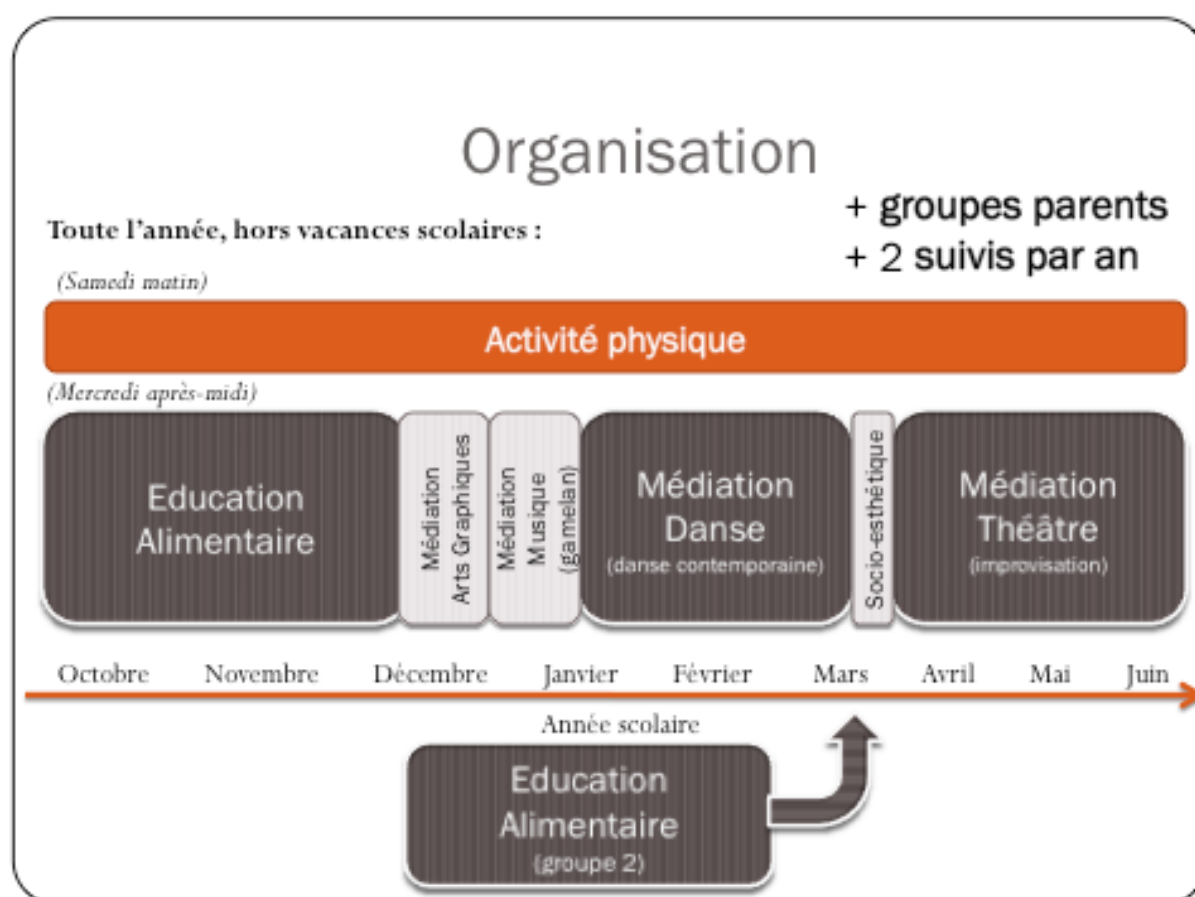 Organisation
+ groupes parents
+ 2 suivis par an
Toute l'année, hors vacances scolaires :
(Samedi matin)
Activité physique
(Mercredi après-midi)
Education
Alimentaire
Médiation
Arts Graphiques
Médiation
Musique
(gamelan)
Médiation
Danse
(danse contemporaine)
Socio-esthétique
Médiation
Théâtre
(improvisation)
Octobre Novembre Décembre Janvier Février Mars Avril Mai Juin
Année scolaire
Education
Alimentaire
(groupe 2)